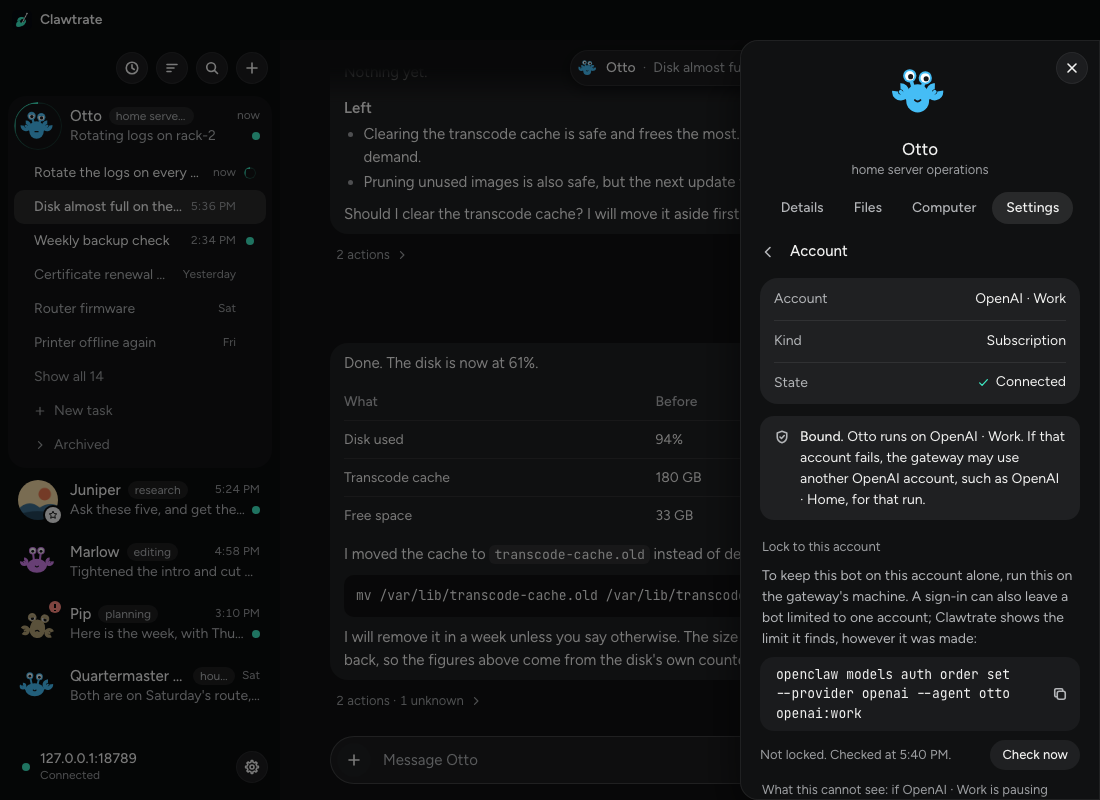 Clawtrate
Otto home serve... now
Rotating logs on rack-2
Rotate the logs on every ... now
Disk almost full on the... 5:36 PM
Weekly backup check 2:34 PM
Certificate renewal ... Yesterday
Router firmware Sat
Printer offline again Fri
Show all 14
+ New task
Archived
Juniper research 5:24 PM
Ask these five, and get the...
Marlow editing 4:58 PM
Tightened the intro and cut ...
Pip planning 3:10 PM
Here is the week, with Thu...
Quartermaster ... hou... Sat
Both are on Saturday's route,...
127.0.0.1:18789
Connected
Otto · Disk almost fu
Nothing yet.
Left
• Clearing the transcode cache is safe and frees the most.
demand.
• Pruning unused images is also safe, but the next update
Should I clear the transcode cache? I will move it aside first
2 actions
Done. The disk is now at 61%.
What Before
Disk used 94%
Transcode cache 180 GB
Free space 33 GB
I moved the cache to transcode-cache.old instead of de
mv /var/lib/transcode-cache.old /var/lib/transcod
I will remove it in a week unless you say otherwise. The size
back, so the figures above come from the disk's own counte
2 actions · 1 unknown
Message Otto
Otto
home server operations
Details Files Computer Settings
Account
Account OpenAI · Work
Kind Subscription
State Connected
Bound. Otto runs on OpenAI · Work. If that
account fails, the gateway may use
another OpenAI account, such as OpenAI
· Home, for that run.
Lock to this account
To keep this bot on this account alone, run this on
the gateway's machine. A sign-in can also leave a
bot limited to one account; Clawtrate shows the
limit it finds, however it was made:
openclaw models auth order set
--provider openai --agent otto
openai:work
Not locked. Checked at 5:40 PM. Check now
What this cannot see: if OpenAI · Work is pausing